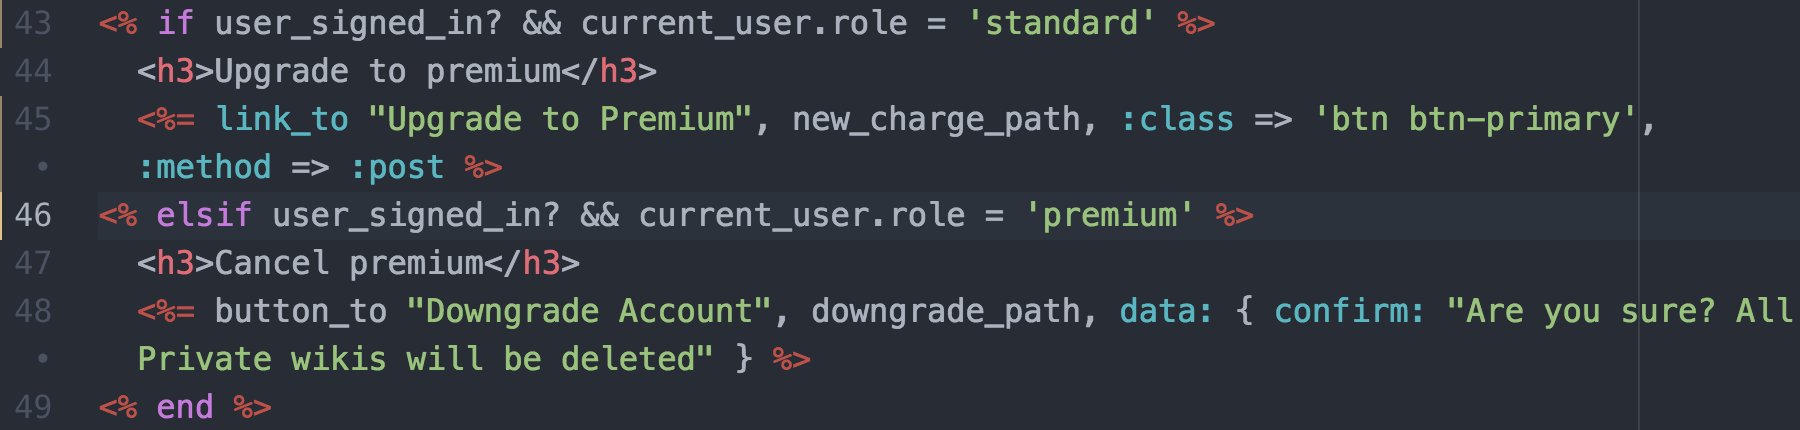 43 <% if user_signed_in? && current_user.role = 'standard' %>
44 <h3>Upgrade to premium</h3>
45 <%= link_to "Upgrade to Premium", new_charge_path, :class => 'btn btn-primary',
• :method => :post %>
46 <% elsif user_signed_in? && current_user.role = 'premium' %>
47 <h3>Cancel premium</h3>
48 <%= button_to "Downgrade Account", downgrade_path, data: { confirm: "Are you sure? All
• Private wikis will be deleted" } %>
49 <% end %>